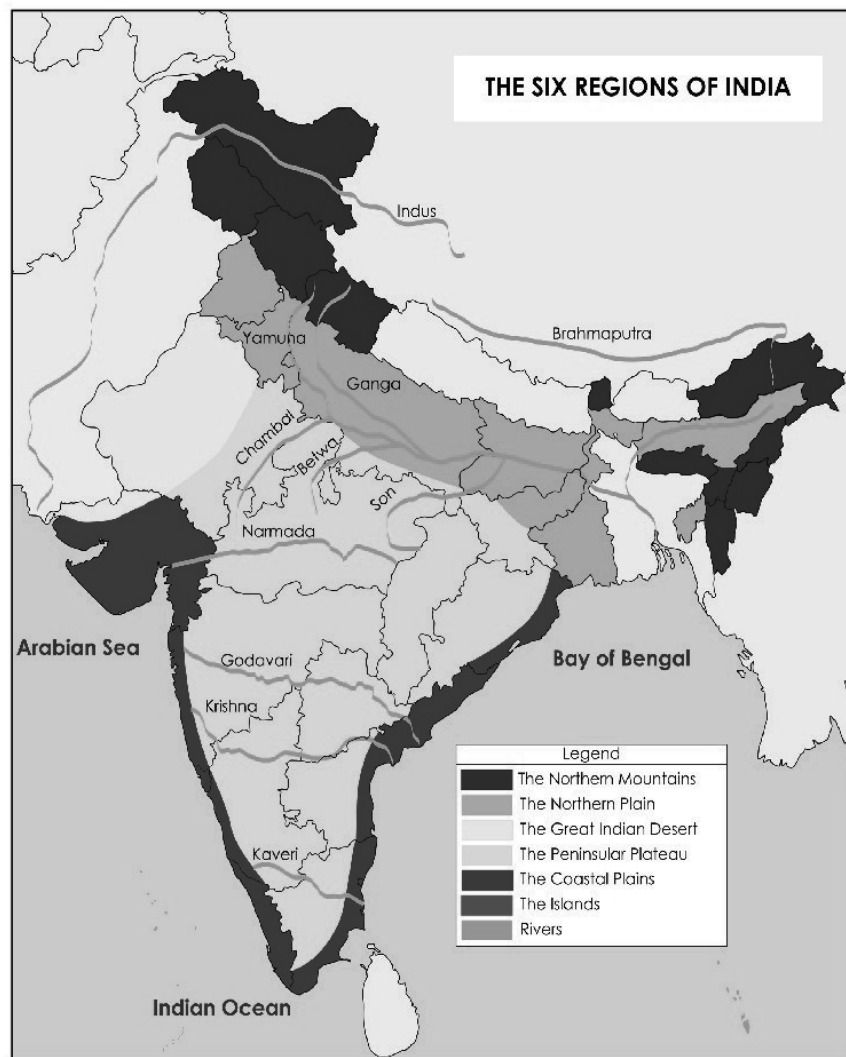 THE SIX REGIONS OF INDIA
Indus
Brahmaputra
Yamuna
Ganga
Chambal
Betwa
Son
Narmada
Arabian Sea
Bay of Bengal
Godavari
Krishna
Kaveri
Indian Ocean
Legend
The Northern Mountains
The Northern Plain
The Great Indian Desert
The Peninsular Plateau
The Coastal Plains
The Islands
Rivers